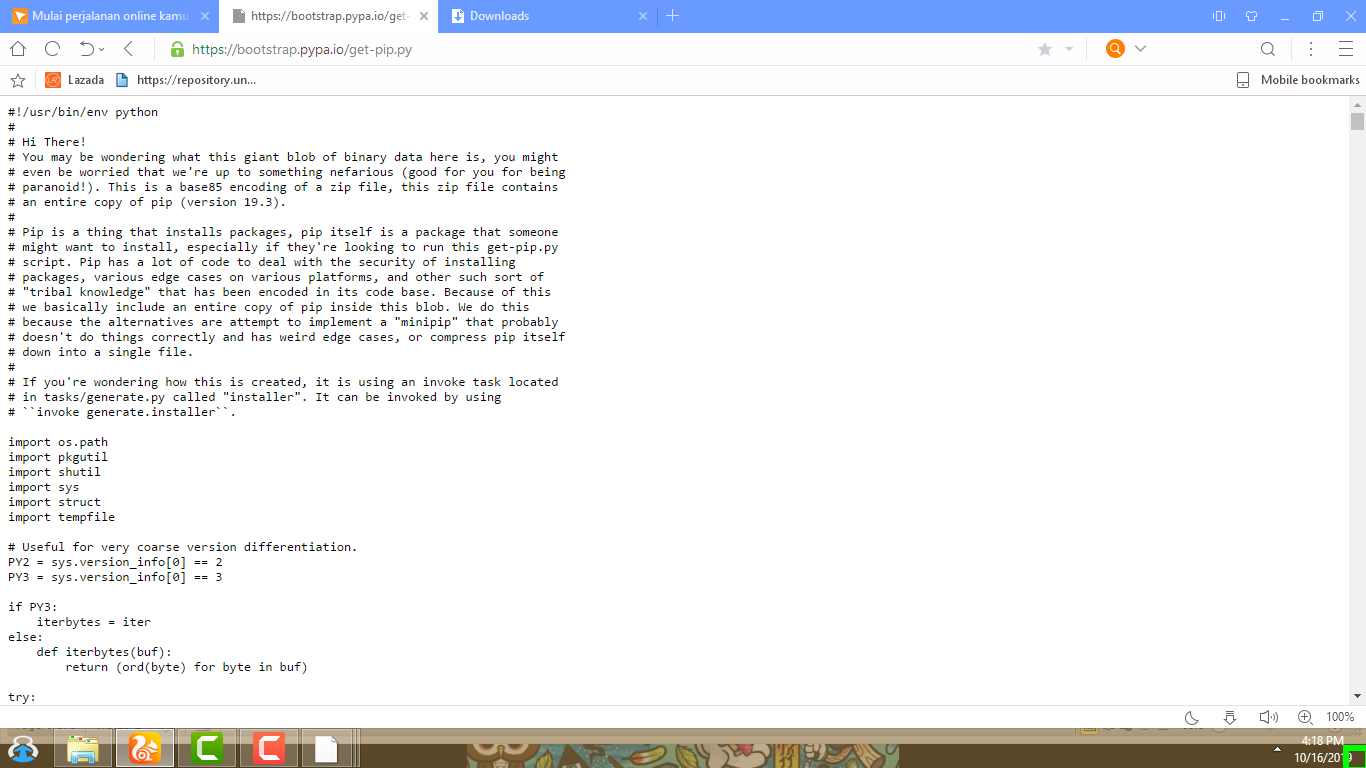 Mulai perjalanan online kamu
https://bootstrap.pypa.io/get-
Downloads
https://bootstrap.pypa.io/get-pip.py
Lazada
https://repository.un...
Mobile bookmarks
#!/usr/bin/env python
#
# Hi There!
# You may be wondering what this giant blob of binary data here is, you might
# even be worried that we're up to something nefarious (good for you for being
# paranoid!). This is a base85 encoding of a zip file, this zip file contains
# an entire copy of pip (version 19.3).
#
# Pip is a thing that installs packages, pip itself is a package that someone
# might want to install, especially if they're looking to run this get-pip.py
# script. Pip has a lot of code to deal with the security of installing
# packages, various edge cases on various platforms, and other such sort of
# "tribal knowledge" that has been encoded in its code base. Because of this
# we basically include an entire copy of pip inside this blob. We do this
# because the alternatives are attempt to implement a "minipip" that probably
# doesn't do things correctly and has weird edge cases, or compress pip itself
# down into a single file.
#
# If you're wondering how this is created, it is using an invoke task located
# in tasks/generate.py called "installer". It can be invoked by using
# ``invoke generate.installer``.
import os.path
import pkgutil
import shutil
import sys
import struct
import tempfile
# Useful for very coarse version differentiation.
PY2 = sys.version_info[0] == 2
PY3 = sys.version_info[0] == 3
if PY3:
    iterbytes = iter
else:
    def iterbytes(buf):
        return (ord(byte) for byte in buf)
try:
100%
4:18 PM
10/16/2019